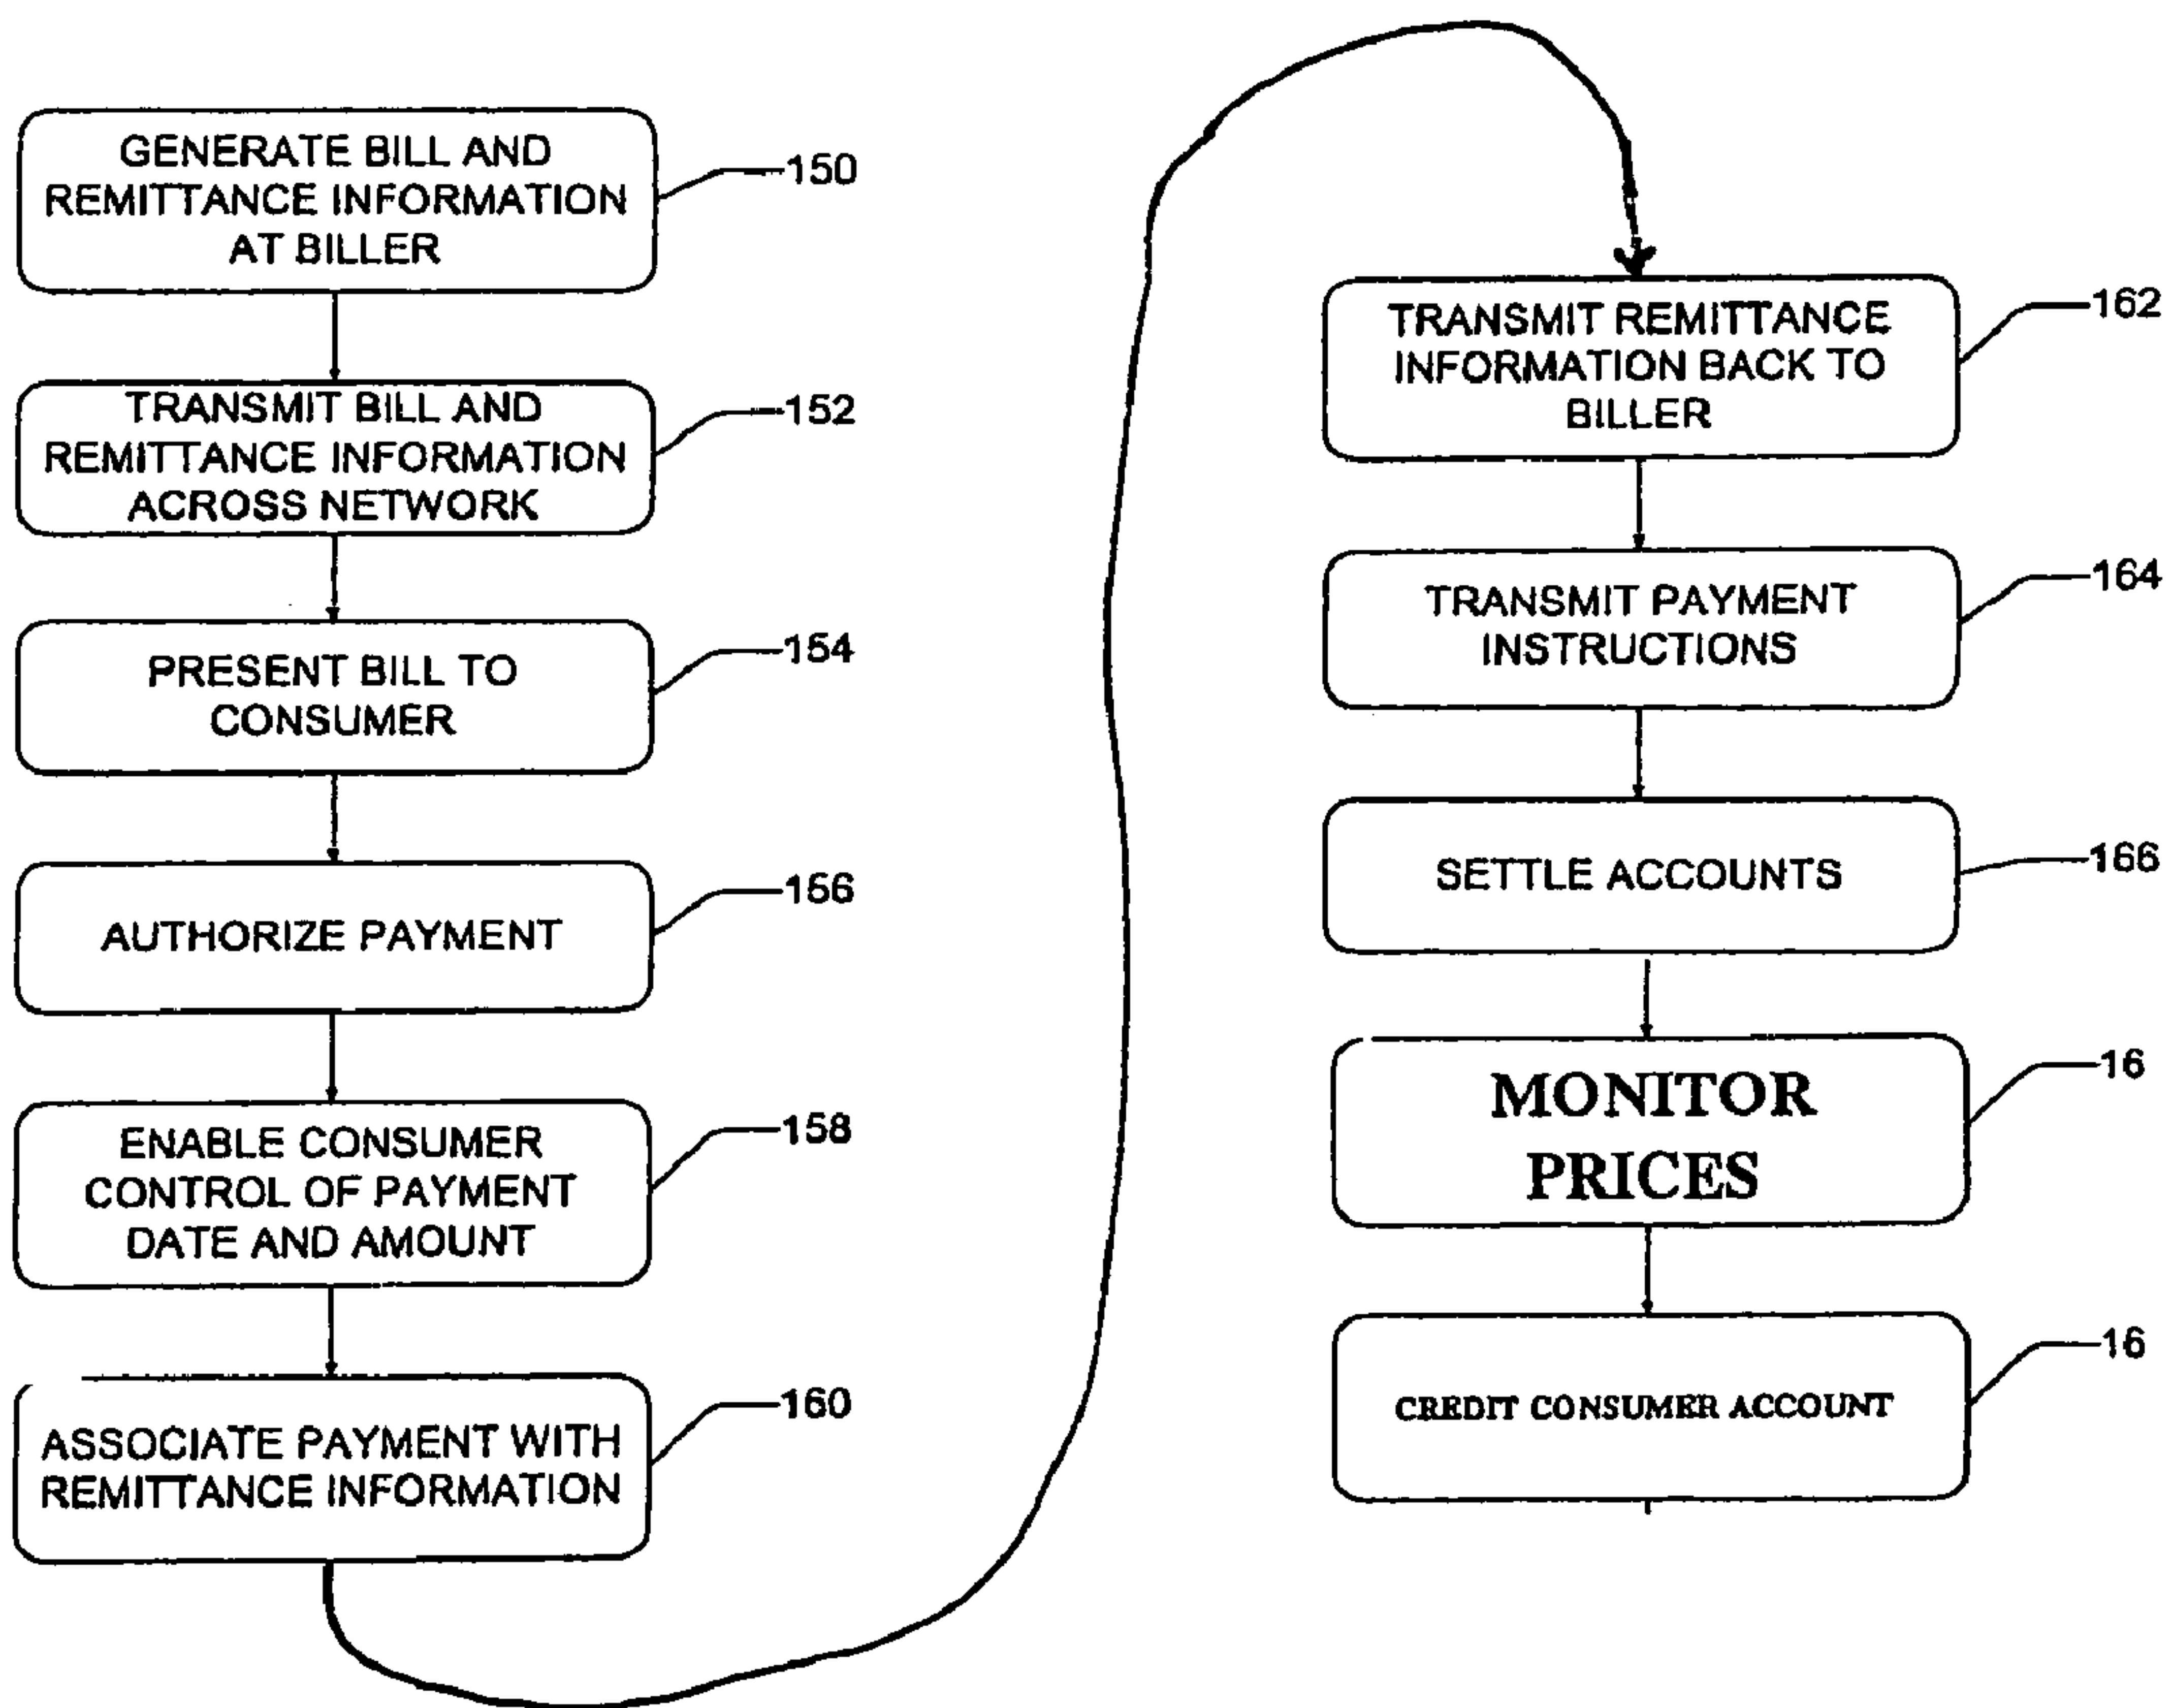 GENERATE BILL AND
REMITTANCE INFORMATION
AT BILLER
150
TRANSMIT BILL AND
REMITTANCE INFORMATION
ACROSS NETWORK
152
PRESENT BILL TO
CONSUMER
154
AUTHORIZE PAYMENT
156
ENABLE CONSUMER
CONTROL OF PAYMENT
DATE AND AMOUNT
158
ASSOCIATE PAYMENT WITH
REMITTANCE INFORMATION
160
TRANSMIT REMITTANCE
INFORMATION BACK TO
BILLER
162
TRANSMIT PAYMENT
INSTRUCTIONS
164
SETTLE ACCOUNTS
166
MONITOR
PRICES
16
CREDIT CONSUMER ACCOUNT
16